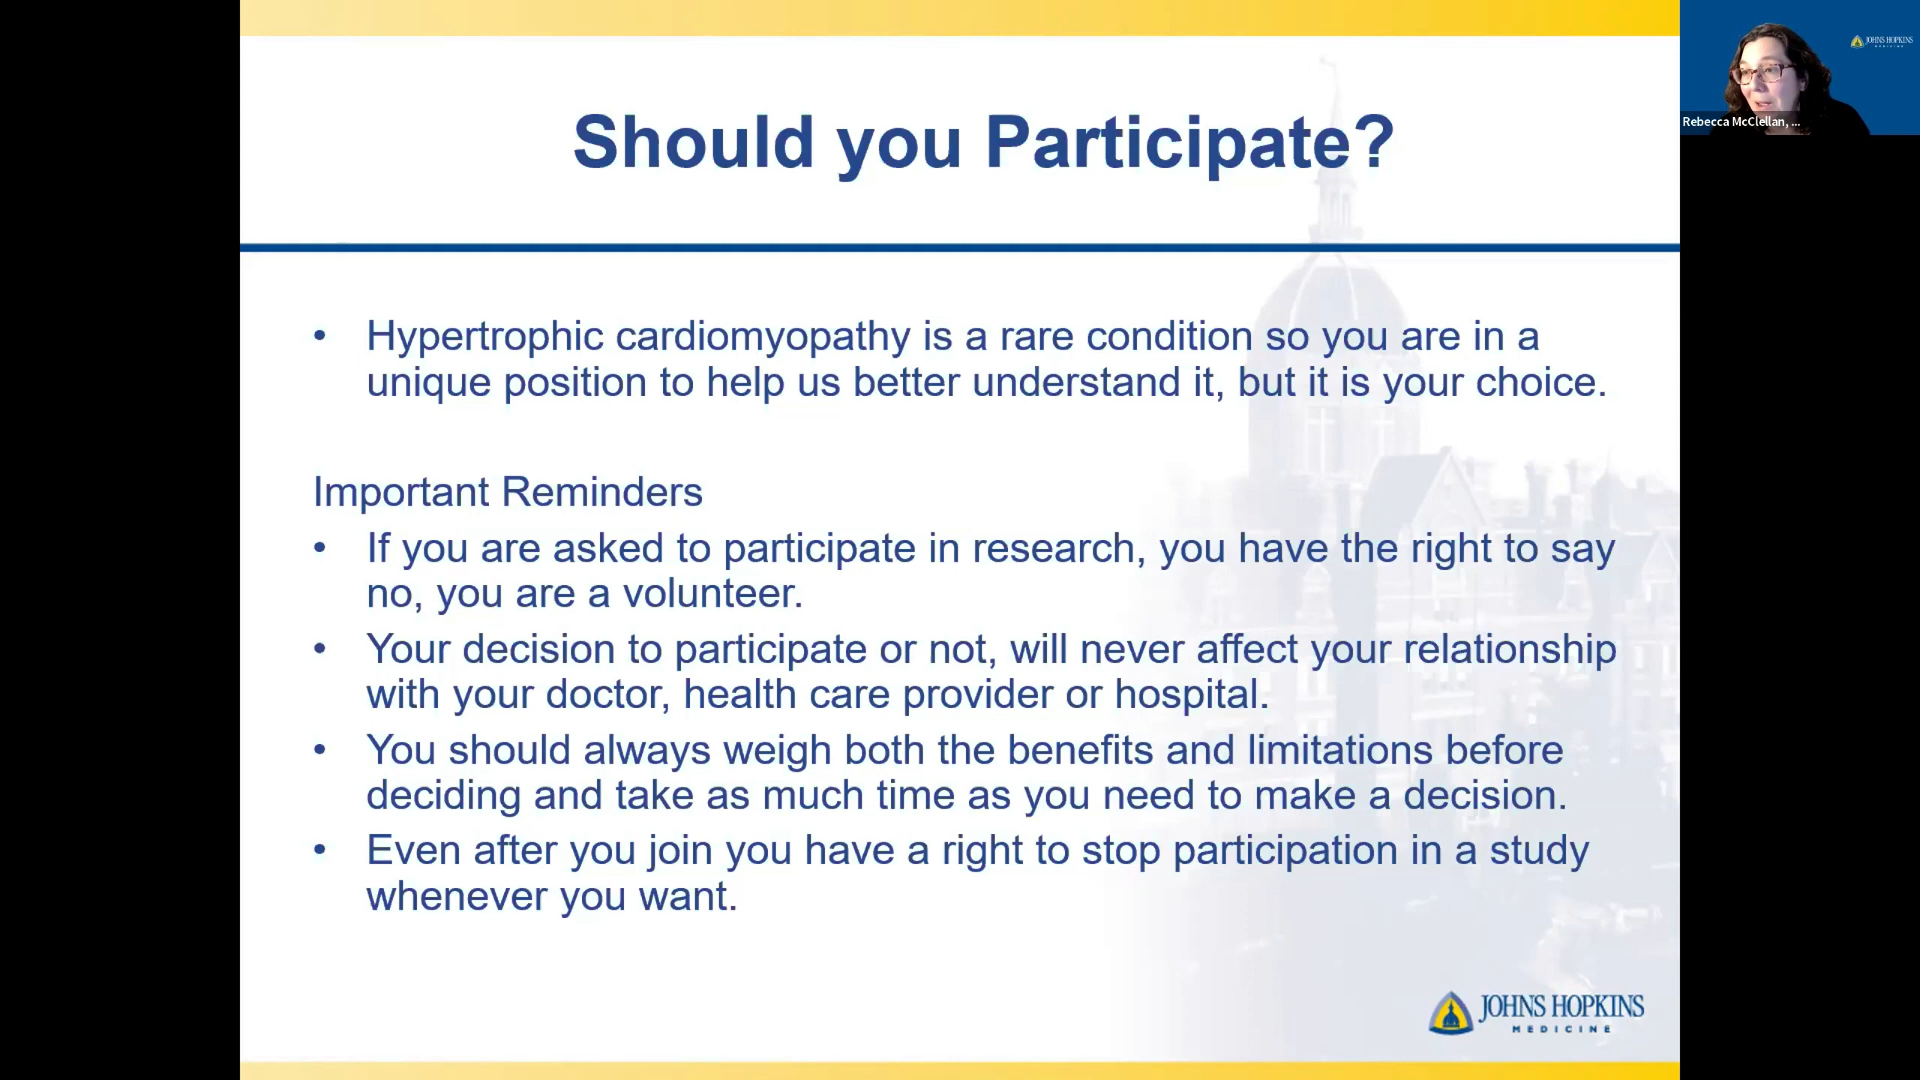 Should you Participate?
JOHNS HOPKINS
MEDICINE
Rebecca McClellan, ...
• Hypertrophic cardiomyopathy is a rare condition so you are in a
unique position to help us better understand it, but it is your choice.
Important Reminders
• If you are asked to participate in research, you have the right to say
no, you are a volunteer.
• Your decision to participate or not, will never affect your relationship
with your doctor, health care provider or hospital.
• You should always weigh both the benefits and limitations before
deciding and take as much time as you need to make a decision.
• Even after you join you have a right to stop participation in a study
whenever you want.
JOHNS HOPKINS
MEDICINE